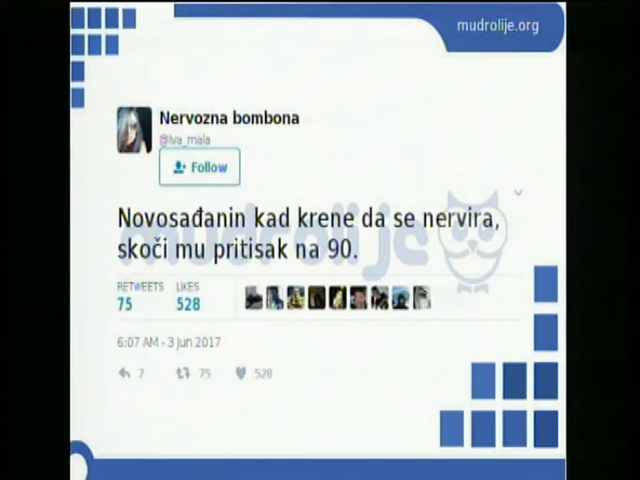 mudrolije.org
Nervozna bombona
@Iva_mala
Follow
Novosađanin kad krene da se nervira,
skoči mu pritisak na 90.
mudrolije
RETWEETS LIKES
75 528
6:07 AM - 3 Jun 2017
7 75 528